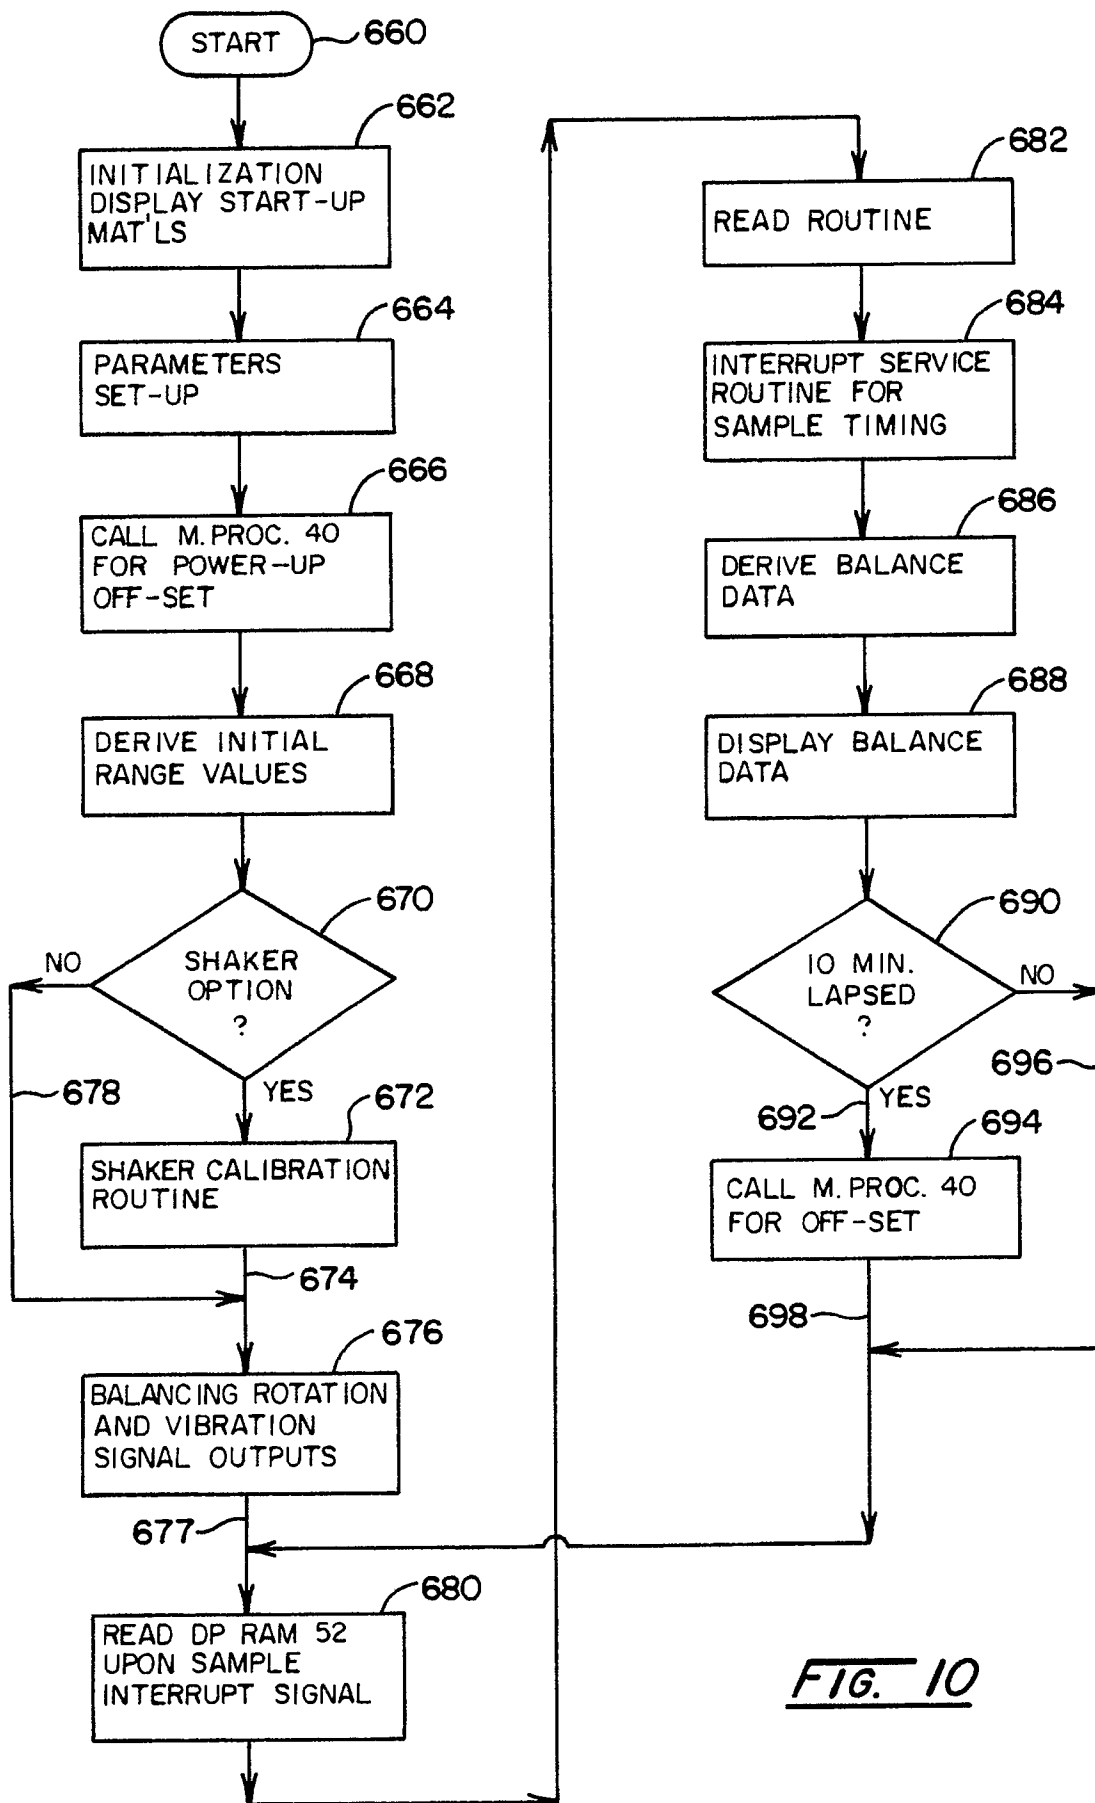 START
660
662
INITIALIZATION
DISPLAY START-UP
MAT'LS
664
PARAMETERS
SET-UP
666
CALL M.PROC. 40
FOR POWER-UP
OFF-SET
668
DERIVE INITIAL
RANGE VALUES
670
SHAKER
OPTION
?
NO
YES
678
672
SHAKER CALIBRATION
ROUTINE
674
676
BALANCING ROTATION
AND VIBRATION
SIGNAL OUTPUTS
677
680
READ DP RAM 52
UPON SAMPLE
INTERRUPT SIGNAL
682
READ ROUTINE
684
INTERRUPT SERVICE
ROUTINE FOR
SAMPLE TIMING
686
DERIVE BALANCE
DATA
688
DISPLAY BALANCE
DATA
690
10 MIN.
LAPSED
?
NO
696
692
YES
694
CALL M.PROC. 40
FOR OFF-SET
698
FIG. 10